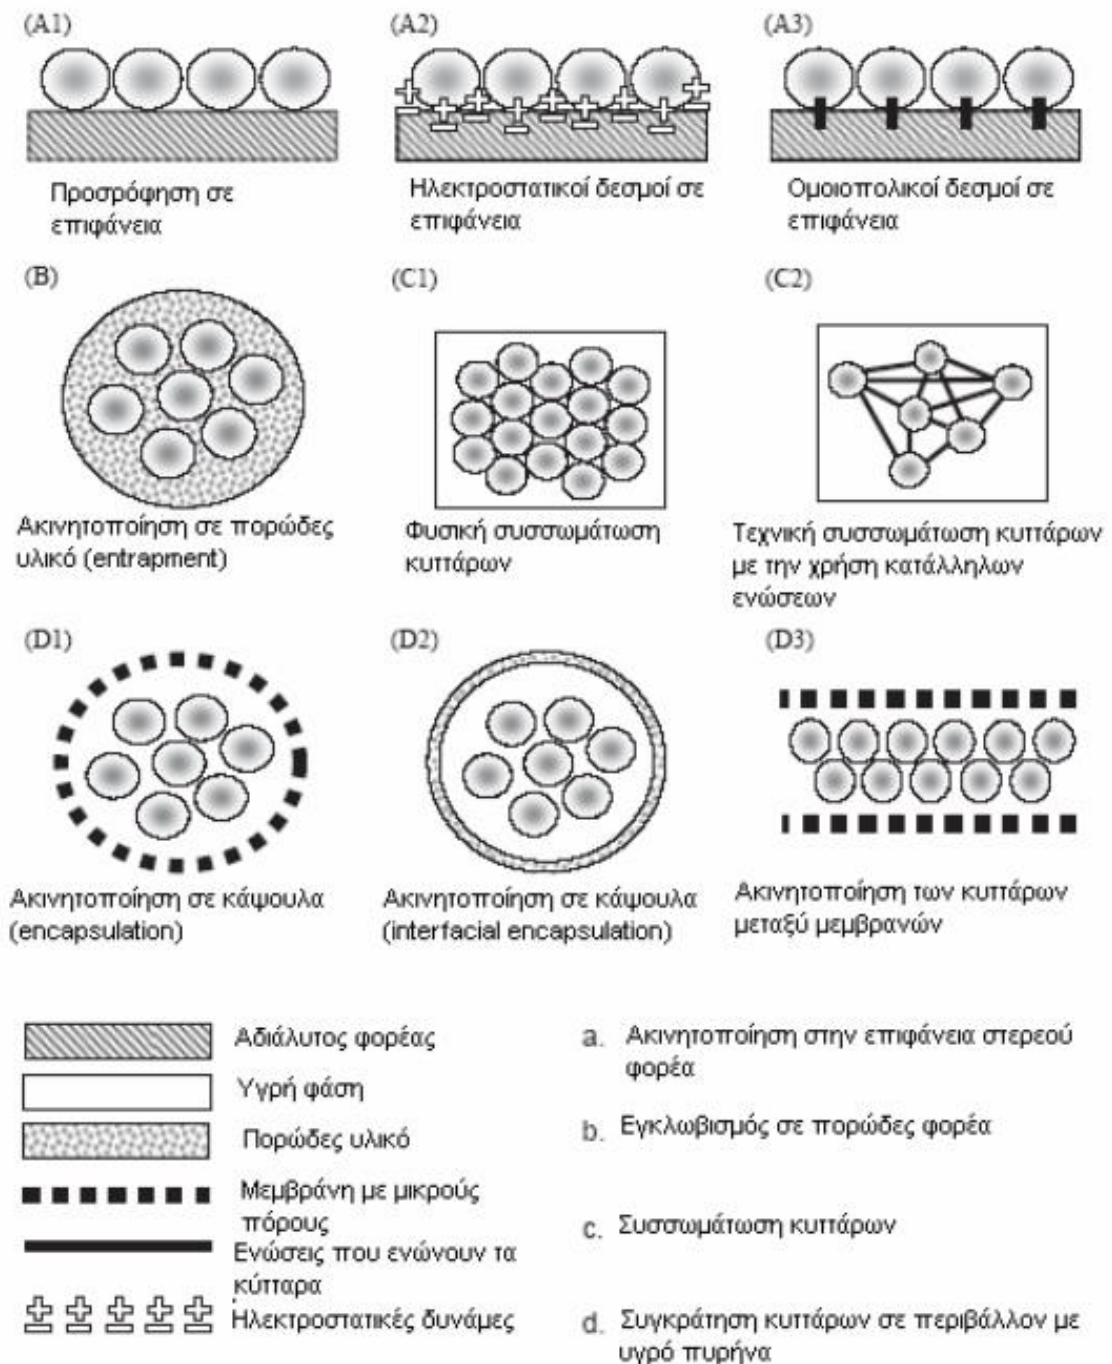 (A1)
(A2)
(A3)
Προσρόφηση σε
επιφάνεια
Ηλεκτροστατικοί δεσμοί σε
επιφάνεια
Ομοιοπολικοί δεσμοί σε
επιφάνεια
(B)
(C1)
(C2)
Ακινητοποίηση σε πορώδες
υλικό (entrapment)
Φυσική συσσωμάτωση
κυττάρων
Τεχνική συσσωμάτωση κυττάρων
με την χρήση κατάλληλων
ενώσεων
(D1)
(D2)
(D3)
Ακινητοποίηση σε κάψουλα
(encapsulation)
Ακινητοποίηση σε κάψουλα
(interfacial encapsulation)
Ακινητοποίηση των κυττάρων
μεταξύ μεμβρανών
Αδιάλυτος φορέας
Υγρή φάση
Πορώδες υλικό
Μεμβράνη με μικρούς
πόρους
Ενώσεις που ενώνουν τα
κύτταρα
Ηλεκτροστατικές δυνάμες
a. Ακινητοποίηση στην επιφάνεια στερεού
φορέα
b. Εγκλωβισμός σε πορώδες φορέα
c. Συσσωμάτωση κυττάρων
d. Συγκράτηση κυττάρων σε περιβάλλον με
υγρό πυρήνα